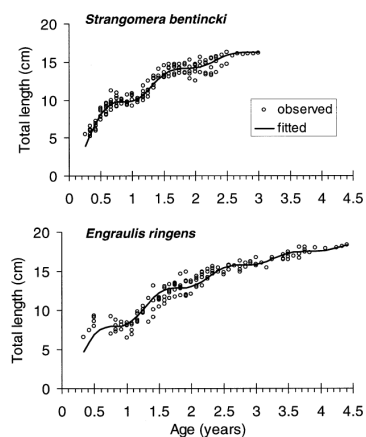 Strangomera bentincki
20
15
10
5
0
Total length (cm)
observed
fitted
0 0.5 1 1.5 2 2.5 3 3.5 4 4.5
Engraulis ringens
20
15
10
5
0
Total length (cm)
0 0.5 1 1.5 2 2.5 3 3.5 4 4.5
Age (years)